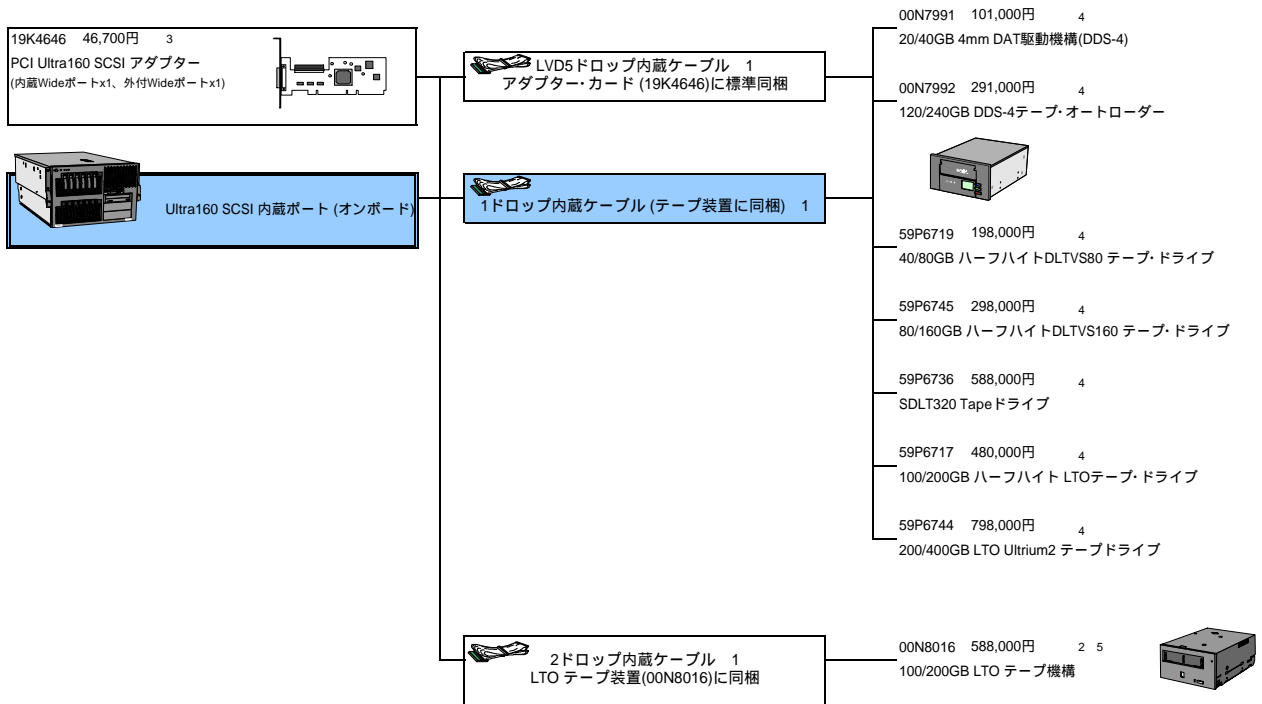 19K4646 46,700円 3
PCI Ultra160 SCSI アダプター
(内蔵Wideポートx1、外付Wideポートx1)
Ultra160 SCSI 内蔵ポート (オンボード)
LVD5ドロップ内蔵ケーブル 1
アダプター・カード (19K4646)に標準同梱
1ドロップ内蔵ケーブル (テープ装置に同梱) 1
2ドロップ内蔵ケーブル 1
LTO テープ装置(00N8016)に同梱
00N7991 101,000円 4
20/40GB 4mm DAT駆動機構(DDS-4)
00N7992 291,000円 4
120/240GB DDS-4テープ・オートローダー
59P6719 198,000円 4
40/80GB ハーフハイトDLTVS80 テープ・ドライブ
59P6745 298,000円 4
80/160GB ハーフハイトDLTVS160 テープ・ドライブ
59P6736 588,000円 4
SDLT320 Tapeドライブ
59P6717 480,000円 4
100/200GB ハーフハイト LTOテープ・ドライブ
59P6744 798,000円 4
200/400GB LTO Ultrium2 テープドライブ
00N8016 588,000円 2 5
100/200GB LTO テープ機構